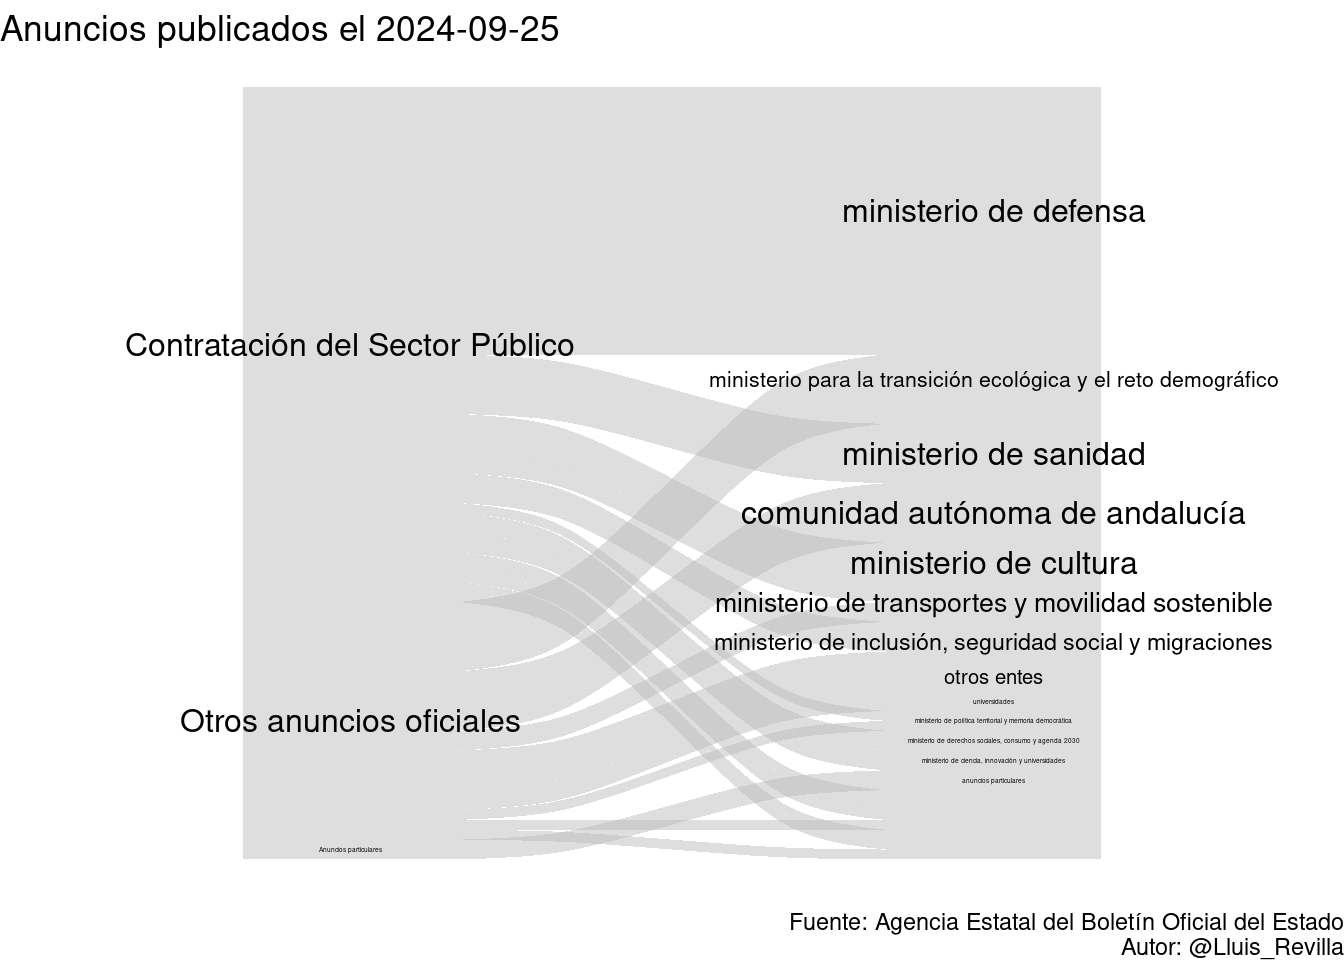 Anuncios publicados el 2024-09-25
ministerio de defensa
Contratación del Sector Público
ministerio para la transición ecológica y el reto demográfico
ministerio de sanidad
comunidad autónoma de andalucía
ministerio de cultura
ministerio de transportes y movilidad sostenible
ministerio de inclusión, seguridad social y migraciones
otros entes
universidades
Otros anuncios oficiales
ministerio de política territorial y memoria democrática
ministerio de derechos sociales, consumo y agenda 2030
ministerio de ciencia, innovación y universidades
anuncios particulares
Anuncios particulares
Fuente: Agencia Estatal del Boletín Oficial del Estado
Autor: @Lluis_Revilla